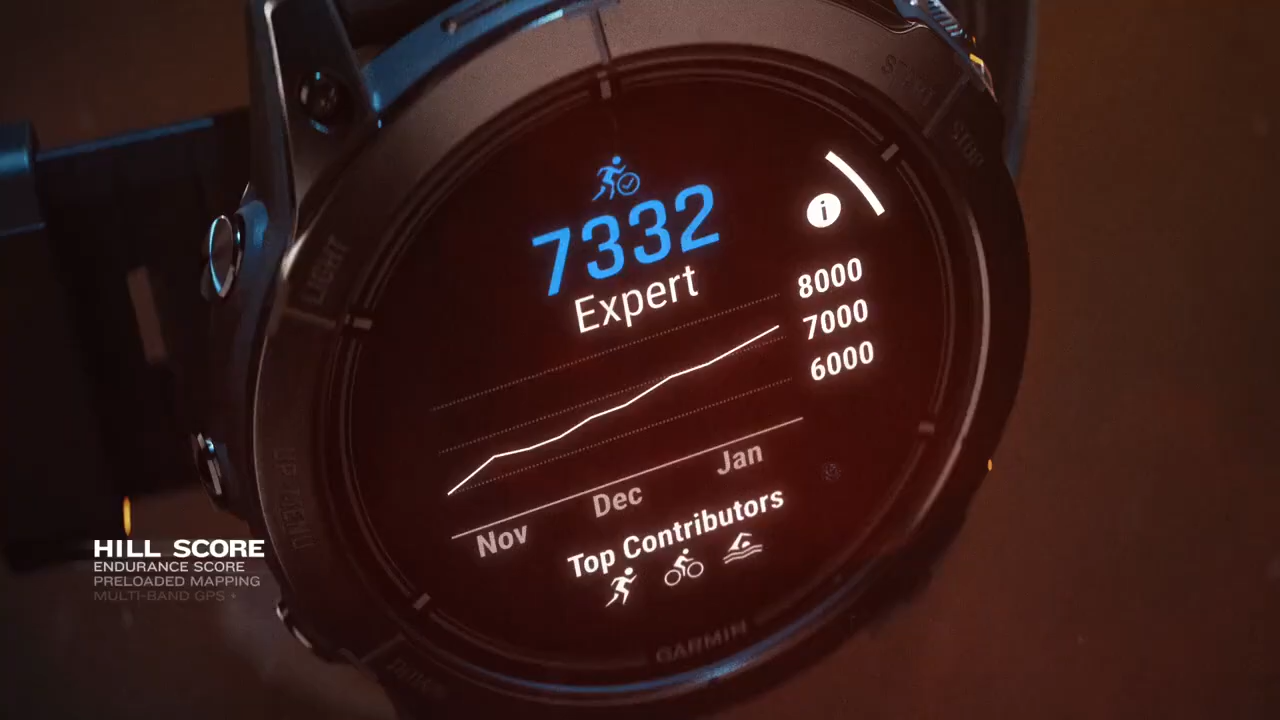 START
STOP
LIGHT
7332
Expert
8000
7000
6000
Nov
Dec
Jan
Top Contributors
UP·MENU
GARMIN
HILL SCORE
ENDURANCE SCORE
PRELOADED MAPPING
MULTI-BAND GPS